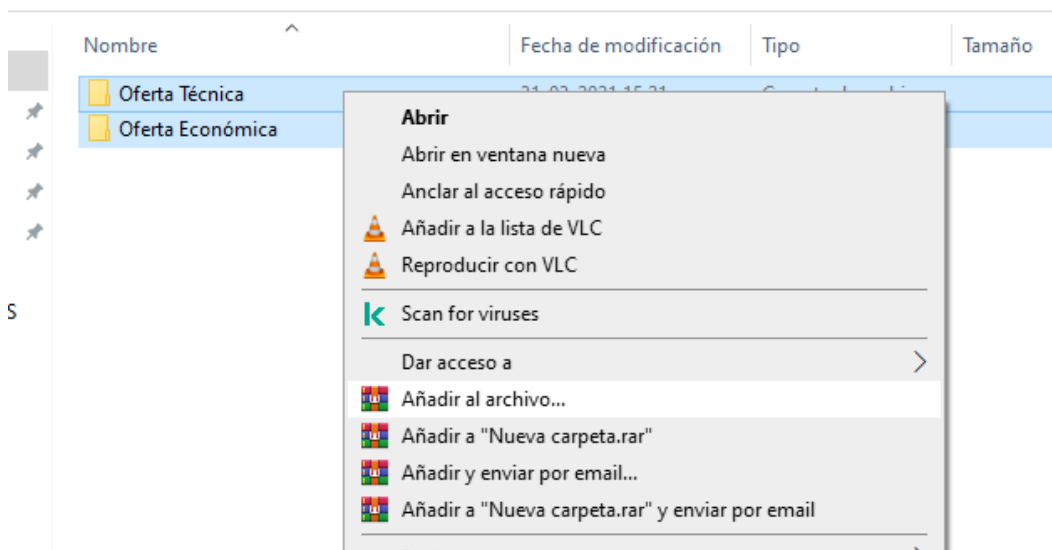 Nombre Fecha de modificación Tipo Tamaño
Oferta Técnica
Oferta Económica
Abrir
Abrir en ventana nueva
Anclar al acceso rápido
Añadir a la lista de VLC
Reproducir con VLC
S
Scan for viruses
Dar acceso a
Añadir al archivo...
Añadir a "Nueva carpeta.rar"
Añadir y enviar por email...
Añadir a "Nueva carpeta.rar" y enviar por email